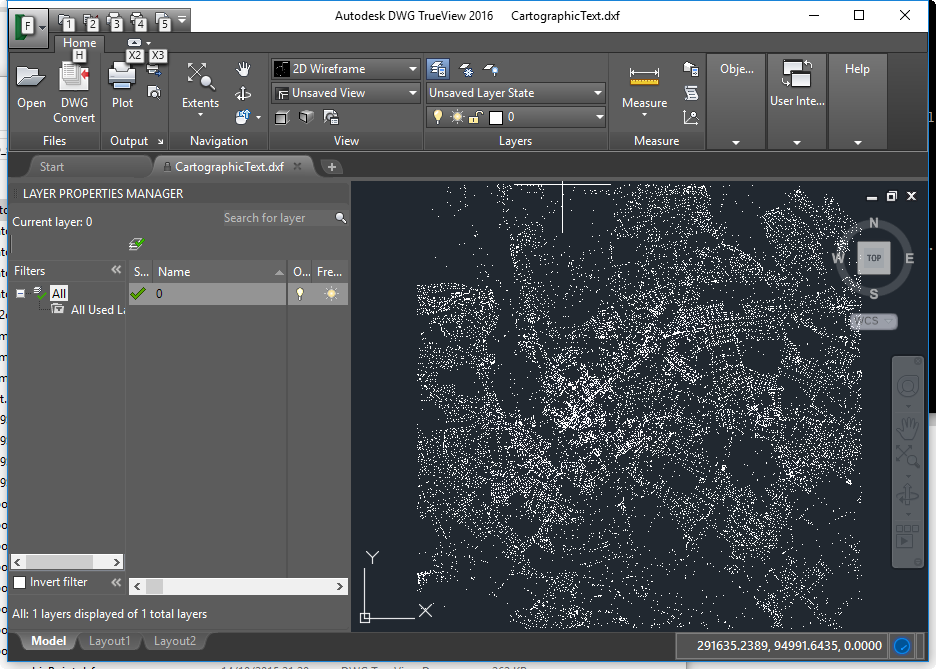 Autodesk DWG TrueView 2016 CartographicText.dxf
F 1 2 3 4 5
Home
H X2 X3
Open DWG Convert Plot Extents
2D Wireframe
Unsaved View
Unsaved Layer State
0
Measure
Obje...
User Inte...
Help
Files Output Navigation View Layers Measure
Start CartographicText.dxf
LAYER PROPERTIES MANAGER
Current layer: 0 Search for layer
Filters S... Name O... Fre...
All 0
All Used La
Invert filter
All: 1 layers displayed of 1 total layers
N
W TOP E
S
WCS
Y
X
Model Layout1 Layout2
291635.2389, 94991.6435, 0.0000